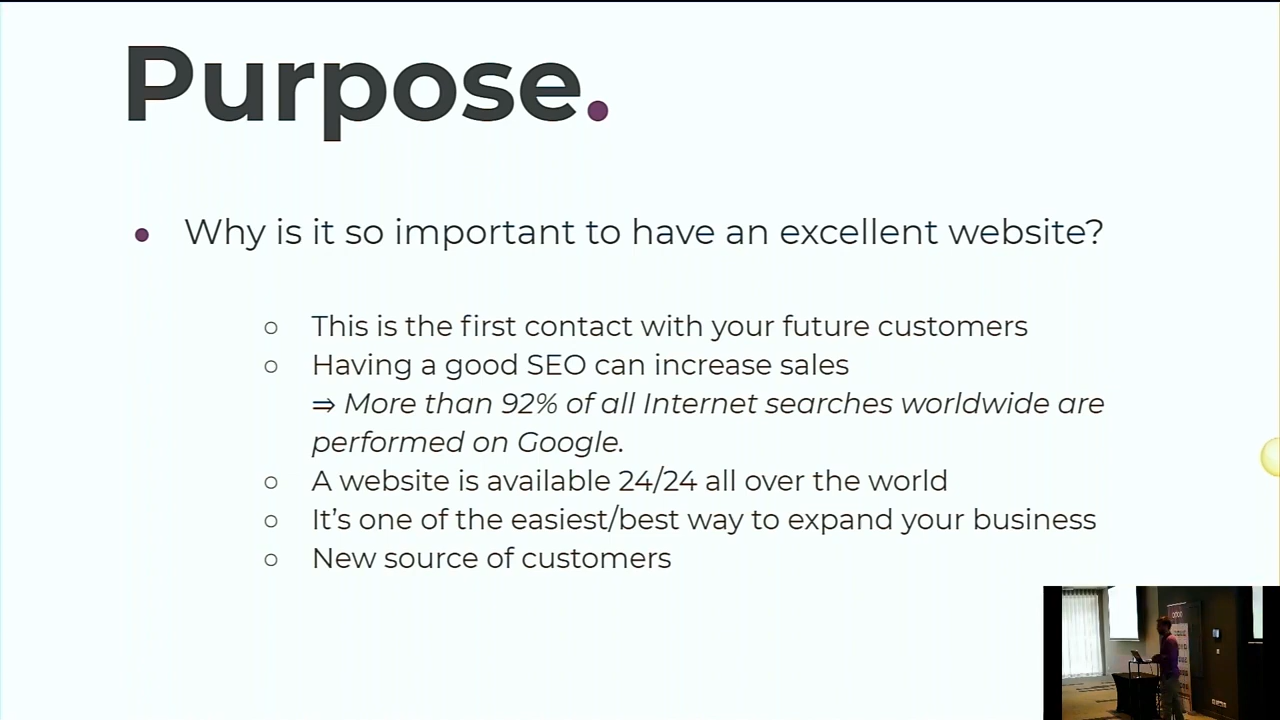 Purpose.
• Why is it so important to have an excellent website?
○ This is the first contact with your future customers
○ Having a good SEO can increase sales
⇒ More than 92% of all Internet searches worldwide are
performed on Google.
○ A website is available 24/24 all over the world
○ It's one of the easiest/best way to expand your business
○ New source of customers
odoo